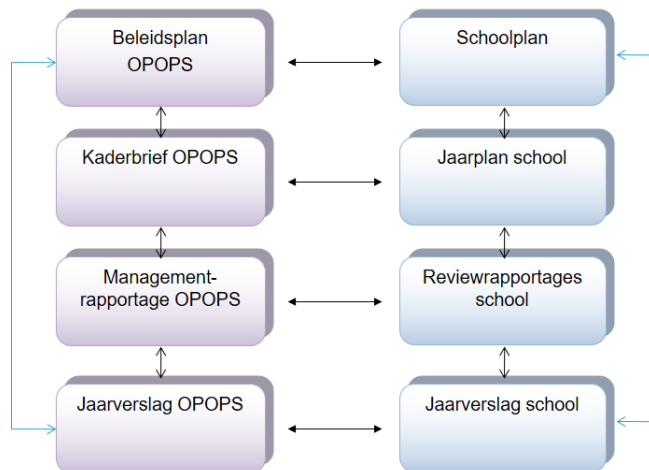 Beleidsplan
OPOPS
Schoolplan
Kaderbrief OPOPS
Jaarplan school
Management-
rapportage OPOPS
Reviewrapportages
school
Jaarverslag OPOPS
Jaarverslag school